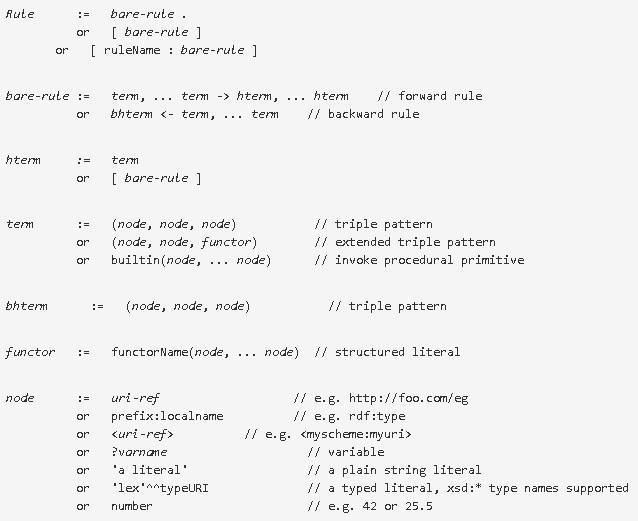 Rule := bare-rule .
or [ bare-rule ]
or [ ruleName : bare-rule ]
bare-rule := term, ... term -> hterm, ... hterm // forward rule
or bhterm <- term, ... term // backward rule
hterm := term
or [ bare-rule ]
term := (node, node, node) // triple pattern
or (node, node, functor) // extended triple pattern
or builtin(node, ... node) // invoke procedural primitive
bhterm := (node, node, node) // triple pattern
functor := functorName(node, ... node) // structured literal
node := uri-ref // e.g. http://foo.com/eg
or prefix:localname // e.g. rdf:type
or <uri-ref> // e.g. <myscheme:myuri>
or ?varname // variable
or 'a literal' // a plain string literal
or 'lex'^^typeURI // a typed literal, xsd:* type names supported
or number // e.g. 42 or 25.5